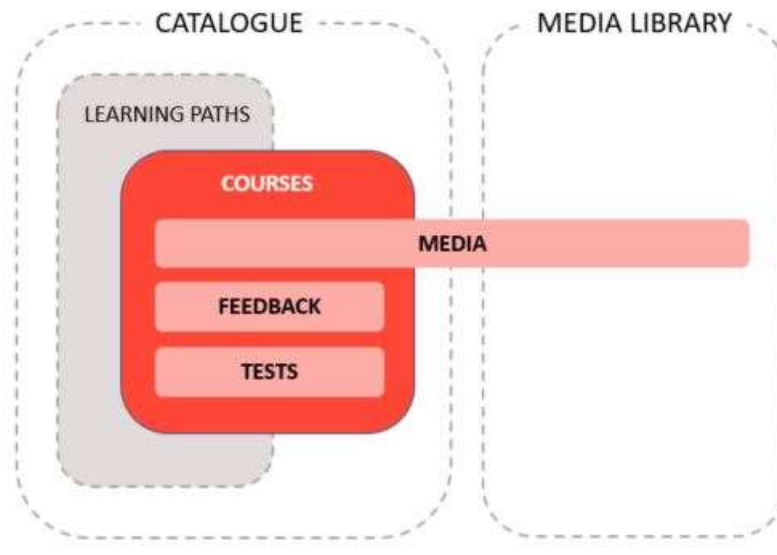 CATALOGUE
MEDIA LIBRARY
LEARNING PATHS
COURSES
MEDIA
FEEDBACK
TESTS